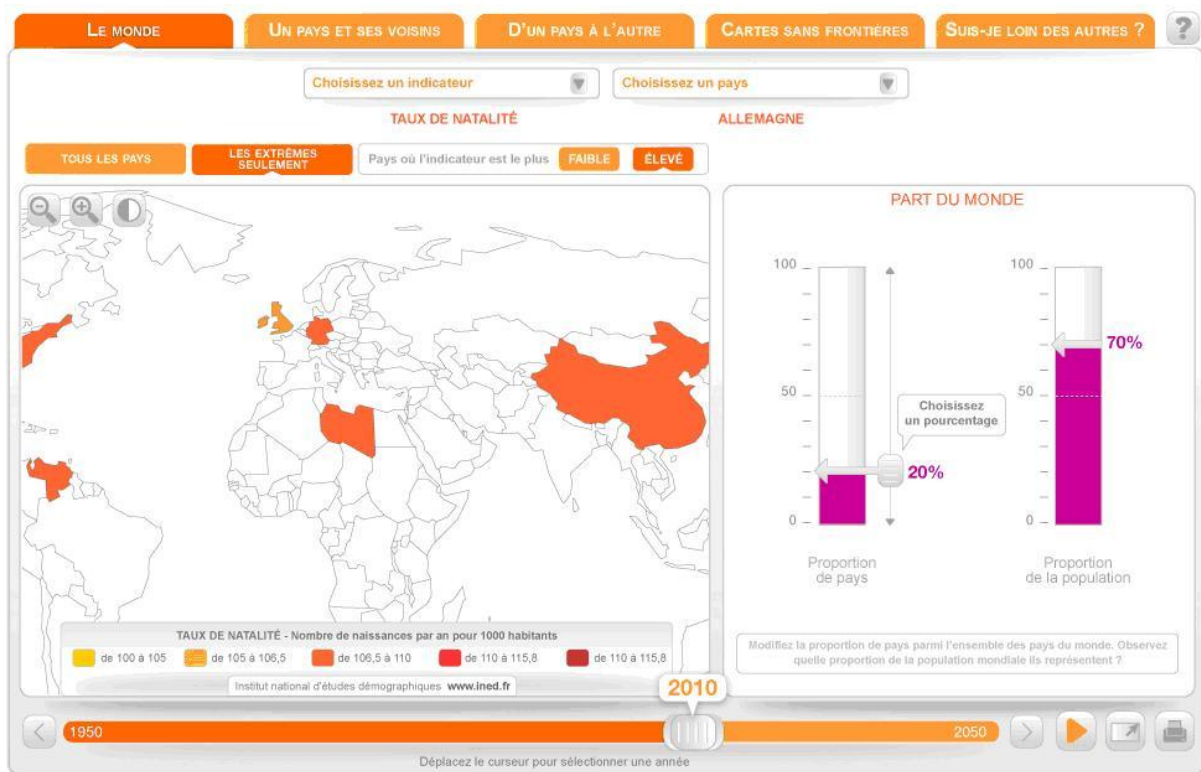 LE MONDE
UN PAYS ET SES VOISINS
D'UN PAYS À L'AUTRE
CARTES SANS FRONTIÈRES
SUIS-JE LOIN DES AUTRES ?
?
Choisissez un indicateur
Choisissez un pays
TAUX DE NATALITÉ
ALLEMAGNE
TOUS LES PAYS
LES EXTRÊMES
SEULEMENT
Pays où l'indicateur est le plus
FAIBLE
ÉLEVÉ
PART DU MONDE
100
50
0
Choisissez
un pourcentage
20%
Proportion
de pays
100
50
0
70%
Proportion
de la population
Modifiez la proportion de pays parmi l'ensemble des pays du monde. Observez
quelle proportion de la population mondiale ils représentent ?
TAUX DE NATALITÉ - Nombre de naissances par an pour 1000 habitants
de 100 à 105
de 105 à 106,5
de 106,5 à 110
de 110 à 115,8
de 110 à 115,8
Institut national d'études démographiques www.ined.fr
1950
2010
2050
Déplacez le curseur pour sélectionner une année